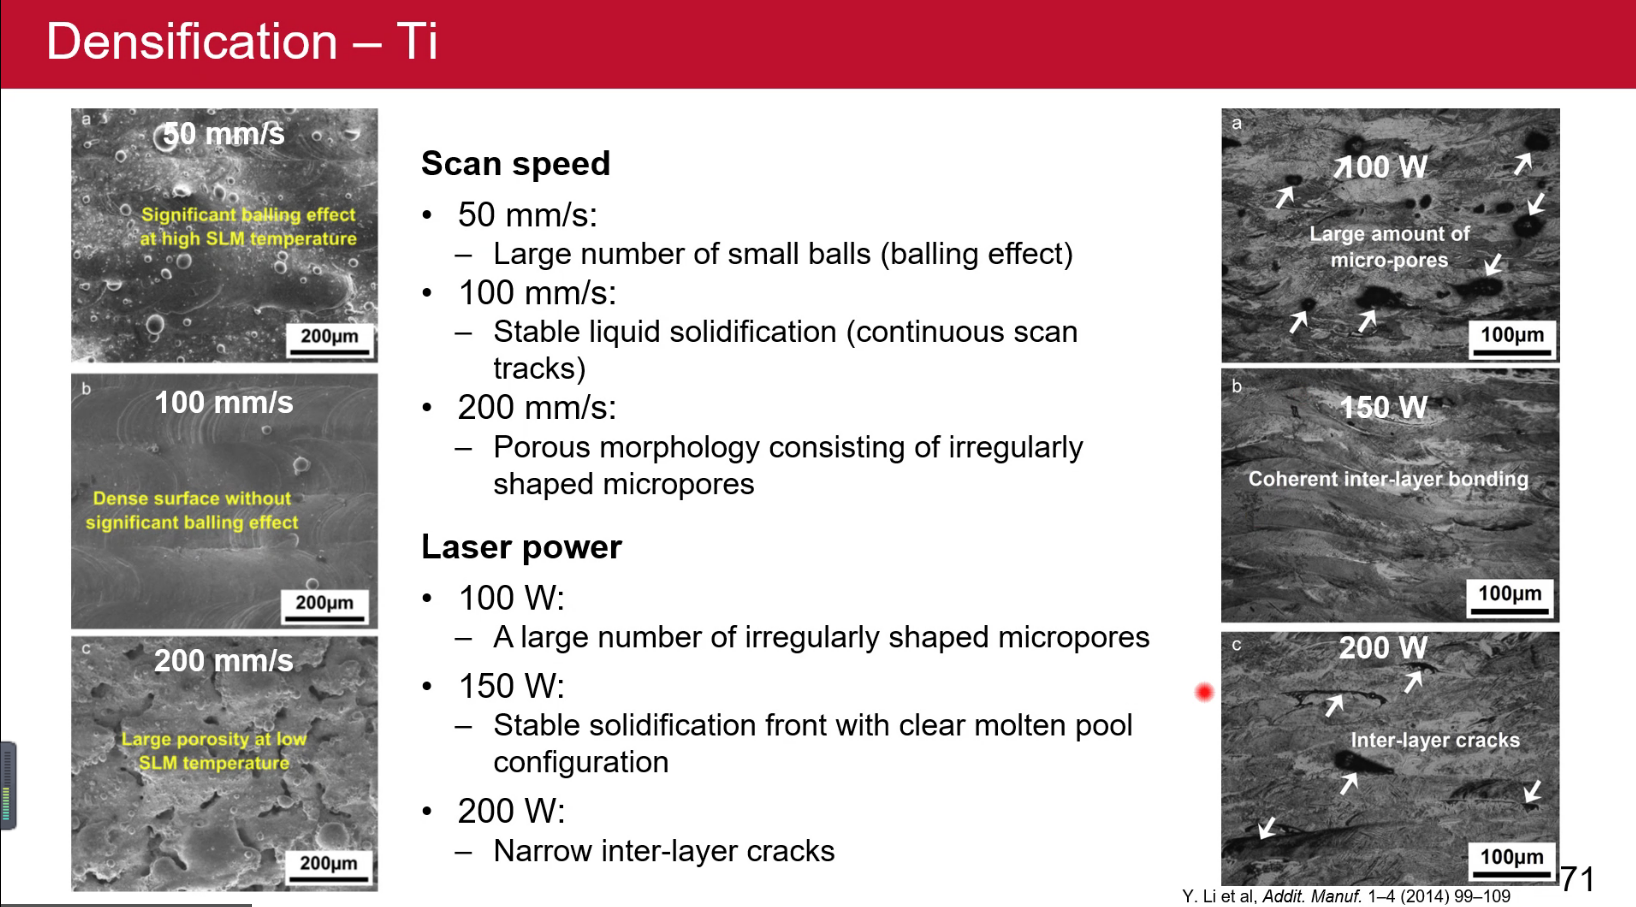 Densification – Ti
a
50 mm/s
Significant balling effect
at high SLM temperature
200µm
b
100 mm/s
Dense surface without
significant balling effect
200µm
c
200 mm/s
Large porosity at low
SLM temperature
200µm
Scan speed
• 50 mm/s:
– Large number of small balls (balling effect)
• 100 mm/s:
– Stable liquid solidification (continuous scan
tracks)
• 200 mm/s:
– Porous morphology consisting of irregularly
shaped micropores
Laser power
• 100 W:
– A large number of irregularly shaped micropores
• 150 W:
– Stable solidification front with clear molten pool
configuration
• 200 W:
– Narrow inter-layer cracks
a
100 W
Large amount of
micro-pores
100µm
b
150 W
Coherent inter-layer bonding
100µm
c
200 W
Inter-layer cracks
100µm
71
Y. Li et al, Addit. Manuf. 1–4 (2014) 99–109